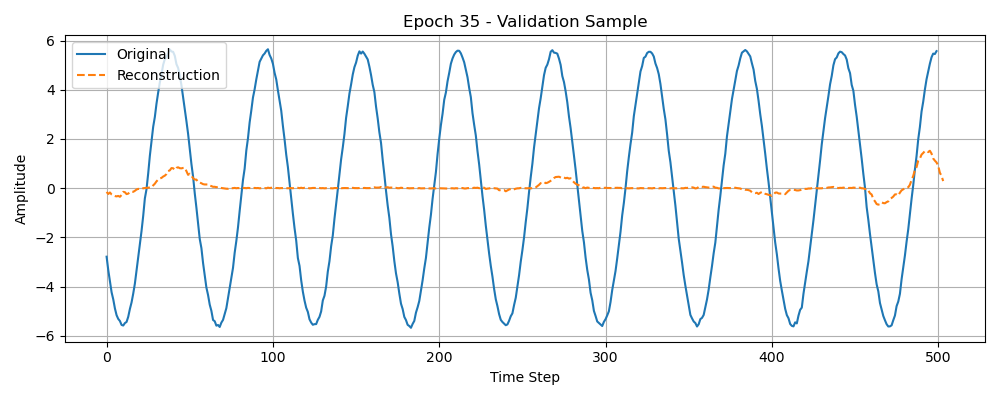 Epoch 35 - Validation Sample
Original
Reconstruction
Amplitude
6
4
2
0
−2
−4
−6
0 100 200 300 400 500
Time Step